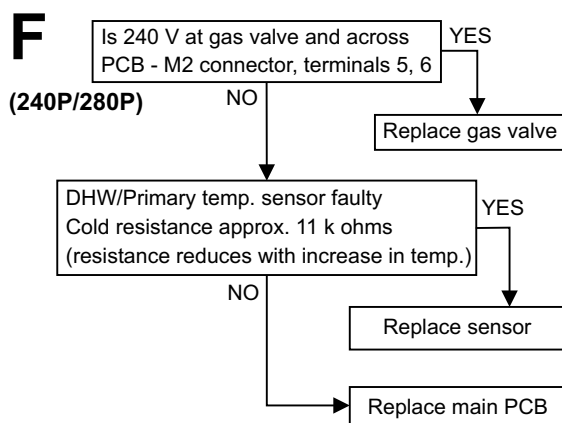 F
(240P/280P)
Is 240 V at gas valve and across
PCB - M2 connector, terminals 5, 6
YES
NO
Replace gas valve
DHW/Primary temp. sensor faulty
Cold resistance approx. 11 k ohms
(resistance reduces with increase in temp.)
YES
NO
Replace sensor
Replace main PCB